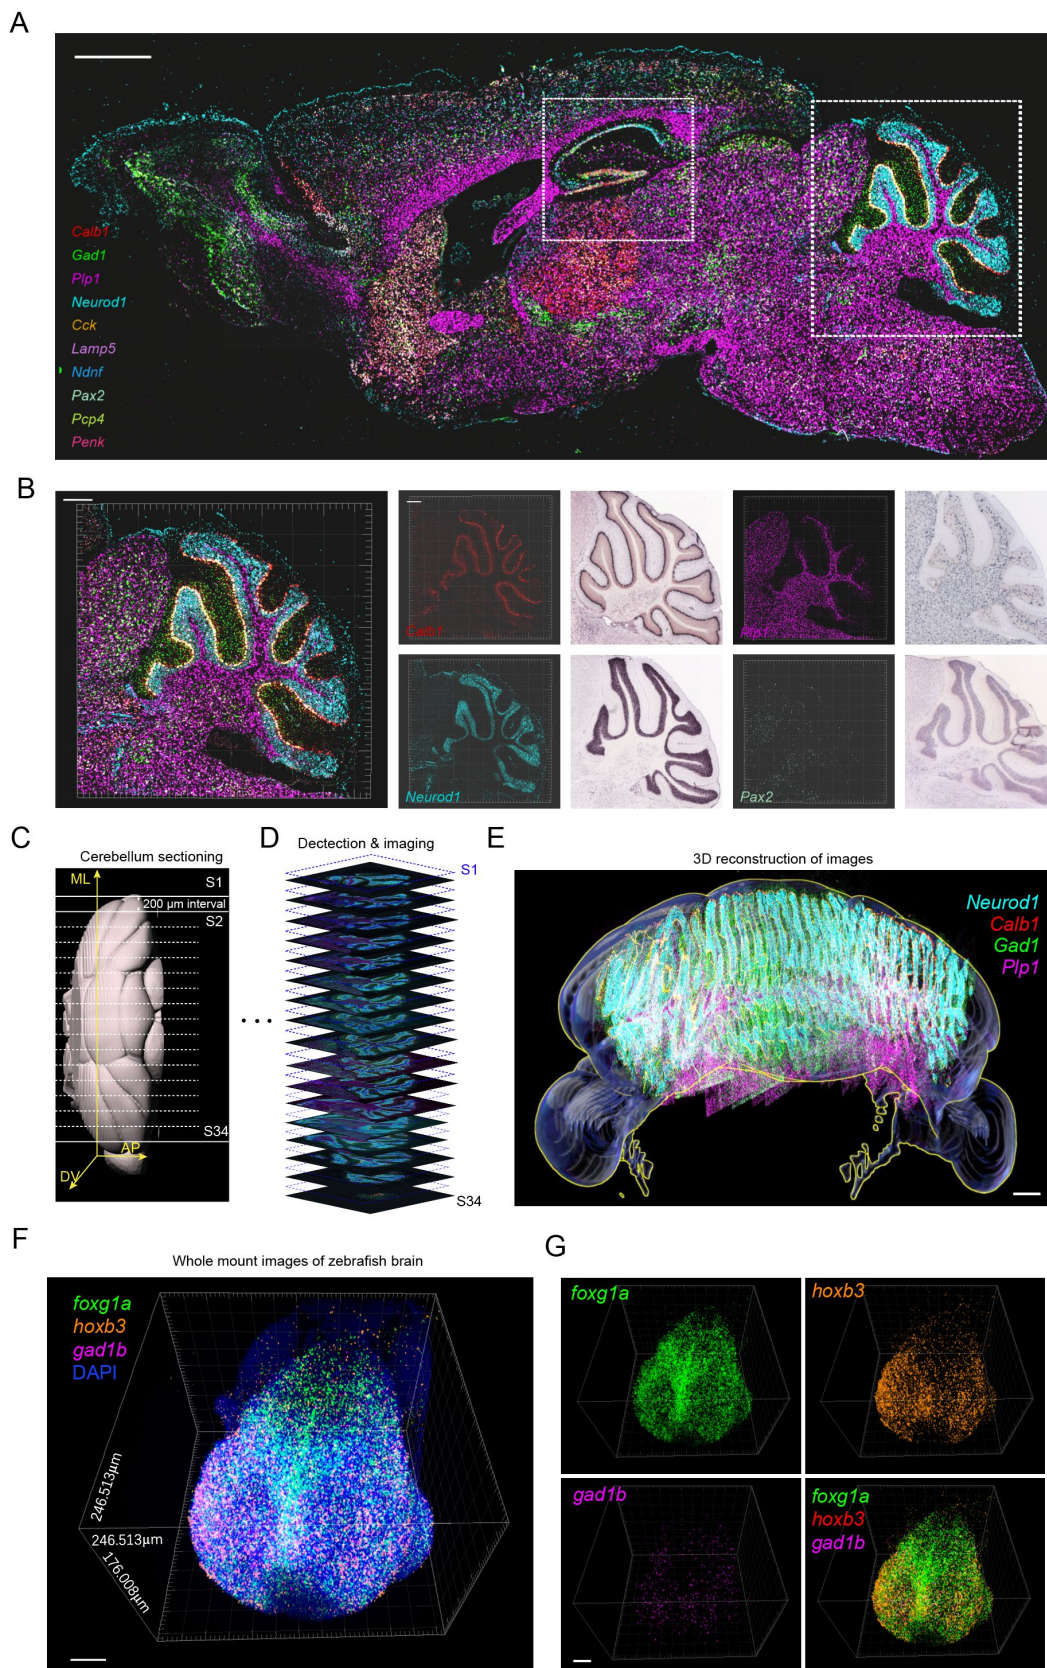 A
Calb1
Gad1
Plp1
Neurod1
Cck
Lamp5
Ndnf
Pax2
Pcp4
Penk
B
Calb1
Plp1
Neurod1
Pax2
C
Cerebellum sectioning
ML
S1
200 µm interval
S2
...
S34
AP
DV
D
Dectection & imaging
S1
S34
E
3D reconstruction of images
Neurod1
Calb1
Gad1
Plp1
F
Whole mount images of zebrafish brain
foxg1a
hoxb3
gad1b
DAPI
246.513µm
246.513µm
176.008µm
G
foxg1a
hoxb3
gad1b
foxg1a
hoxb3
gad1b